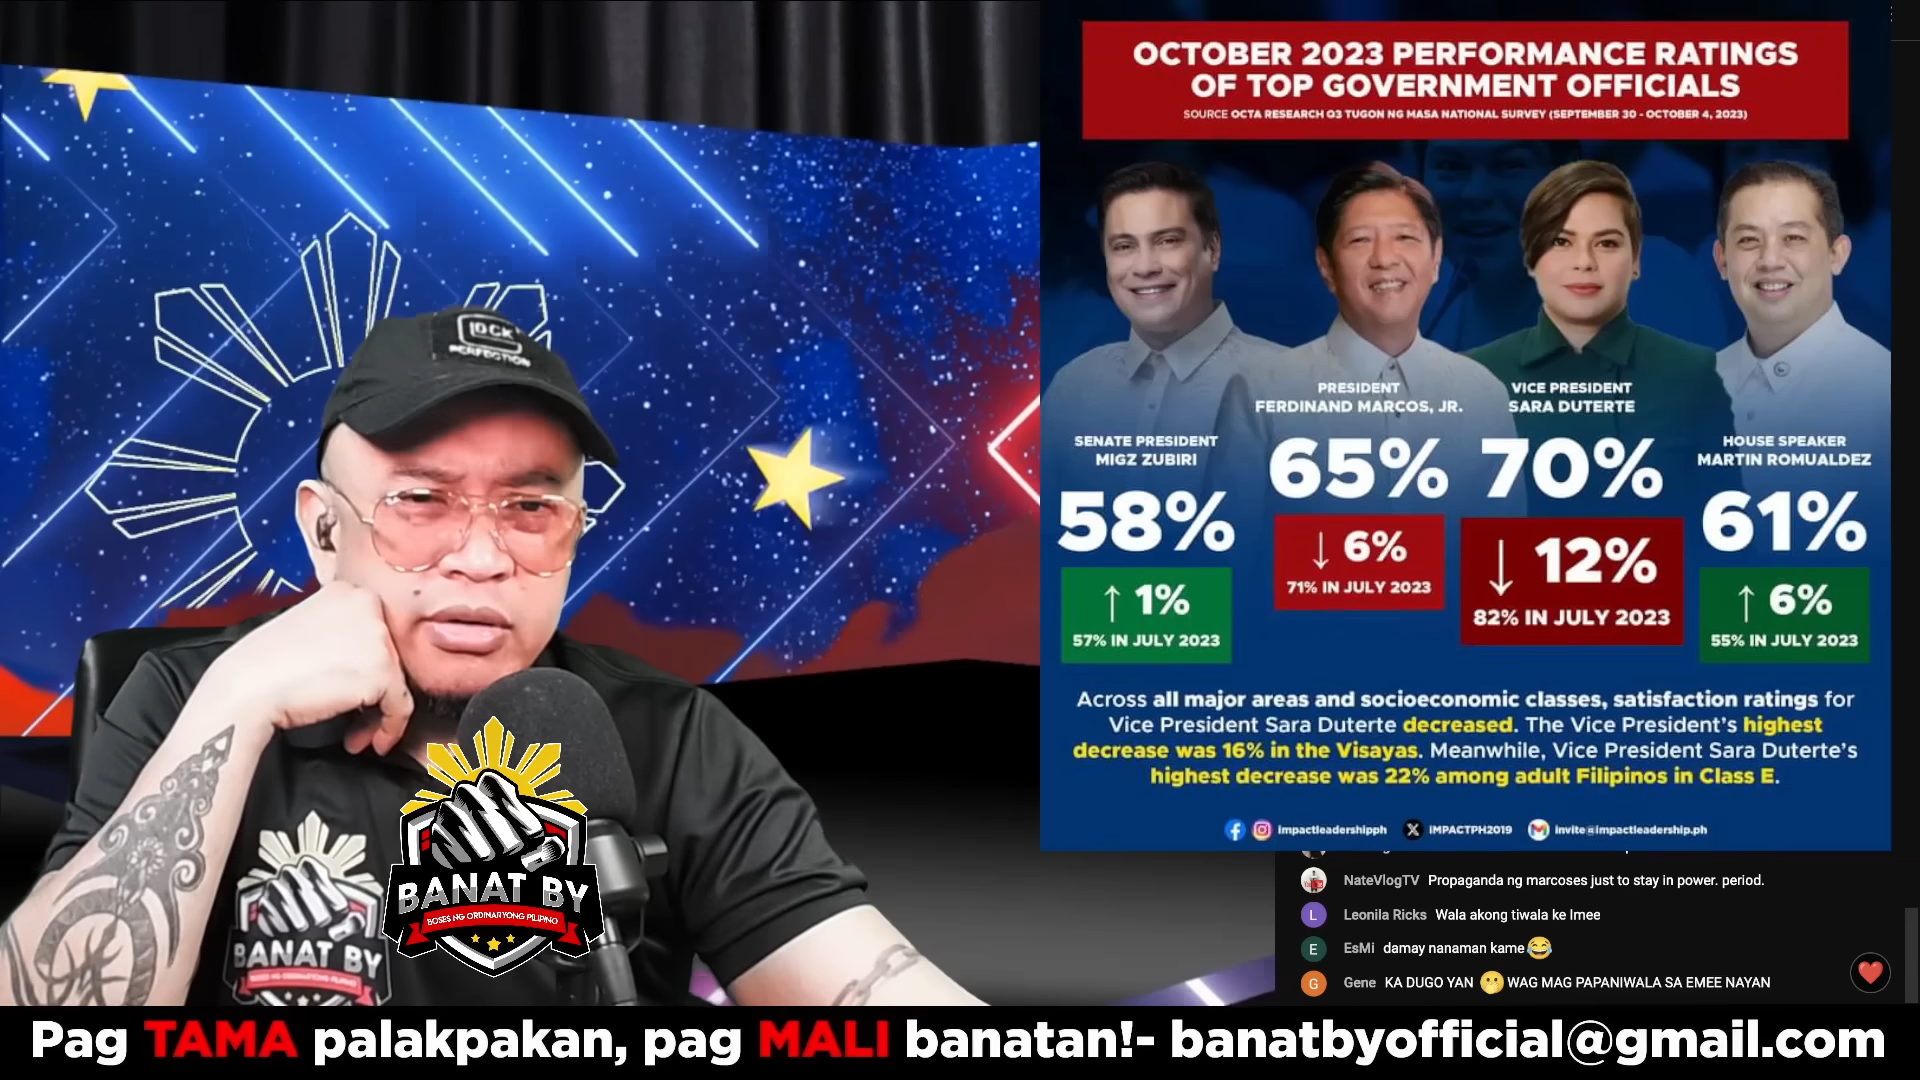 OCTOBER 2023 PERFORMANCE RATINGS
OF TOP GOVERNMENT OFFICIALS
SOURCE OCTA RESEARCH Q3 TUGON NG MASA NATIONAL SURVEY (SEPTEMBER 30 - OCTOBER 4, 2023)
SENATE PRESIDENT
MIGZ ZUBIRI
58%
↑ 1%
57% IN JULY 2023
PRESIDENT
FERDINAND MARCOS, JR.
65%
↓ 6%
71% IN JULY 2023
VICE PRESIDENT
SARA DUTERTE
70%
↓ 12%
82% IN JULY 2023
HOUSE SPEAKER
MARTIN ROMUALDEZ
61%
↑ 6%
55% IN JULY 2023
Across all major areas and socioeconomic classes, satisfaction ratings for
Vice President Sara Duterte decreased. The Vice President's highest
decrease was 16% in the Visayas. Meanwhile, Vice President Sara Duterte's
highest decrease was 22% among adult Filipinos in Class E.
impactleadershipph IMPACTPH2019 invite@impactleadership.ph
PERFECTION
BANAT BY
BOSES NG ORDINARYONG PILIPINO
BANAT BY
BOSES NG ORDINARYONG PILIPINO
NateVlogTV Propaganda ng marcoses just to stay in power. period.
L Leonila Ricks Wala akong tiwala ke Imee
E EsMi damay nanaman kame😂
G Gene KA DUGO YAN 🫢 WAG MAG PAPANIWALA SA EMEE NAYAN
Pag TAMA palakpakan, pag MALI banatan!- banatbyofficial@gmail.com